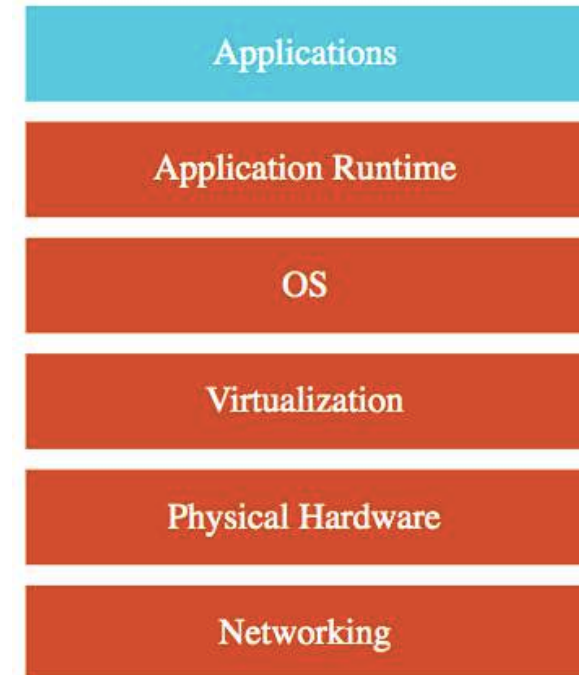 Applications
Application Runtime
OS
Virtualization
Physical Hardware
Networking